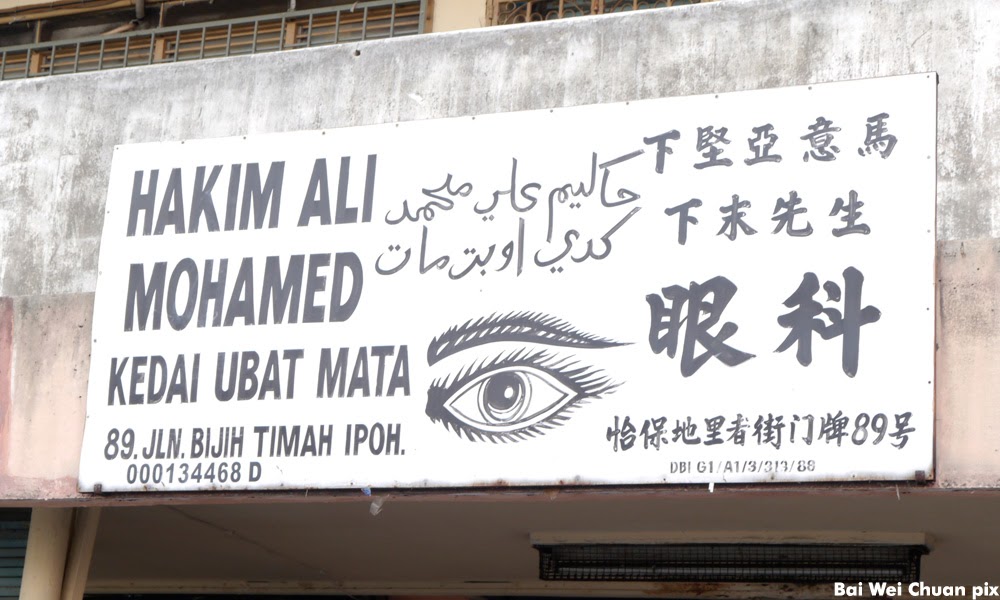 HAKIM ALI
MOHAMED
KEDAI UBAT MATA
89. JLN. BIJIH TIMAH IPOH.
000134468 D
حاكيم علي محمد
كدي اوبت مات
下堅亞意馬
下末先生
眼科
怡保地里者街门牌89号
DBI G1/A1/3/313/88
Bai Wei Chuan pix